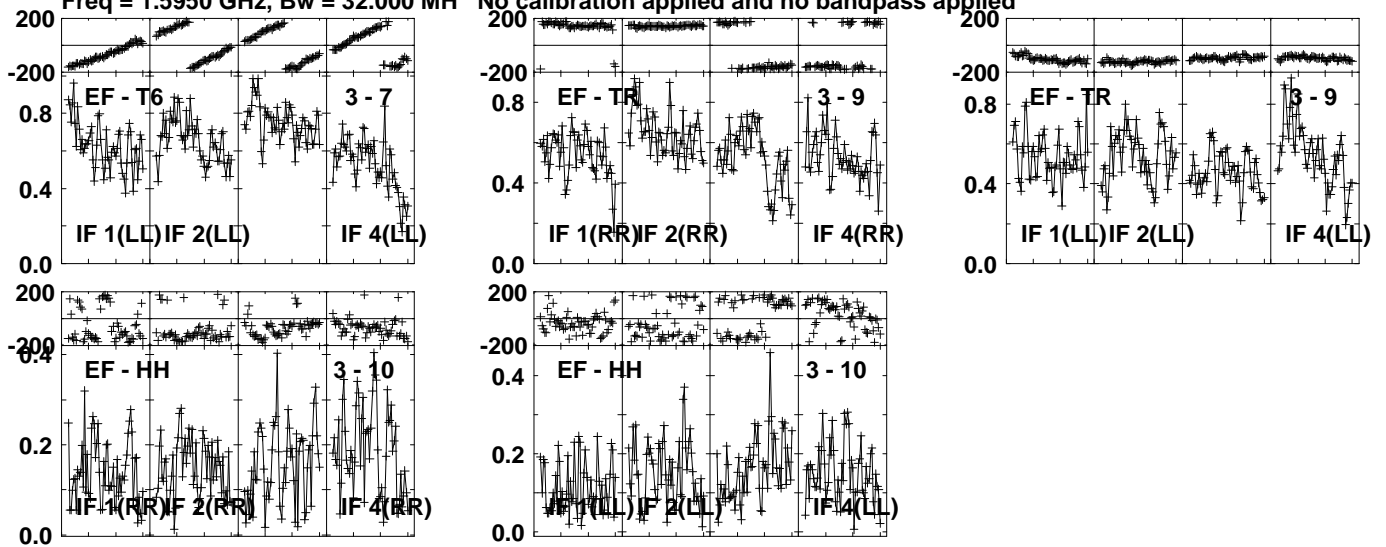 Freq = 1.5950 GHz, Bw = 32.000 MH No calibration applied and no bandpass applied
200
-200
0.8
0.4
0.0
EF - T6
3 - 7
IF 1(LL)
IF 2(LL)
IF 4(LL)
200
-200
0.8
0.4
0.0
EF - TR
3 - 9
IF 1(RR)
IF 2(RR)
IF 4(RR)
200
-200
0.8
0.4
0.0
EF - TR
3 - 9
IF 1(LL)
IF 2(LL)
IF 4(LL)
200
-200
0.4
0.2
0.0
EF - HH
3 - 10
IF 1(RR)
IF 2(RR)
IF 4(RR)
200
-200
0.4
0.2
0.0
EF - HH
3 - 10
IF 1(LL)
IF 2(LL)
IF 4(LL)